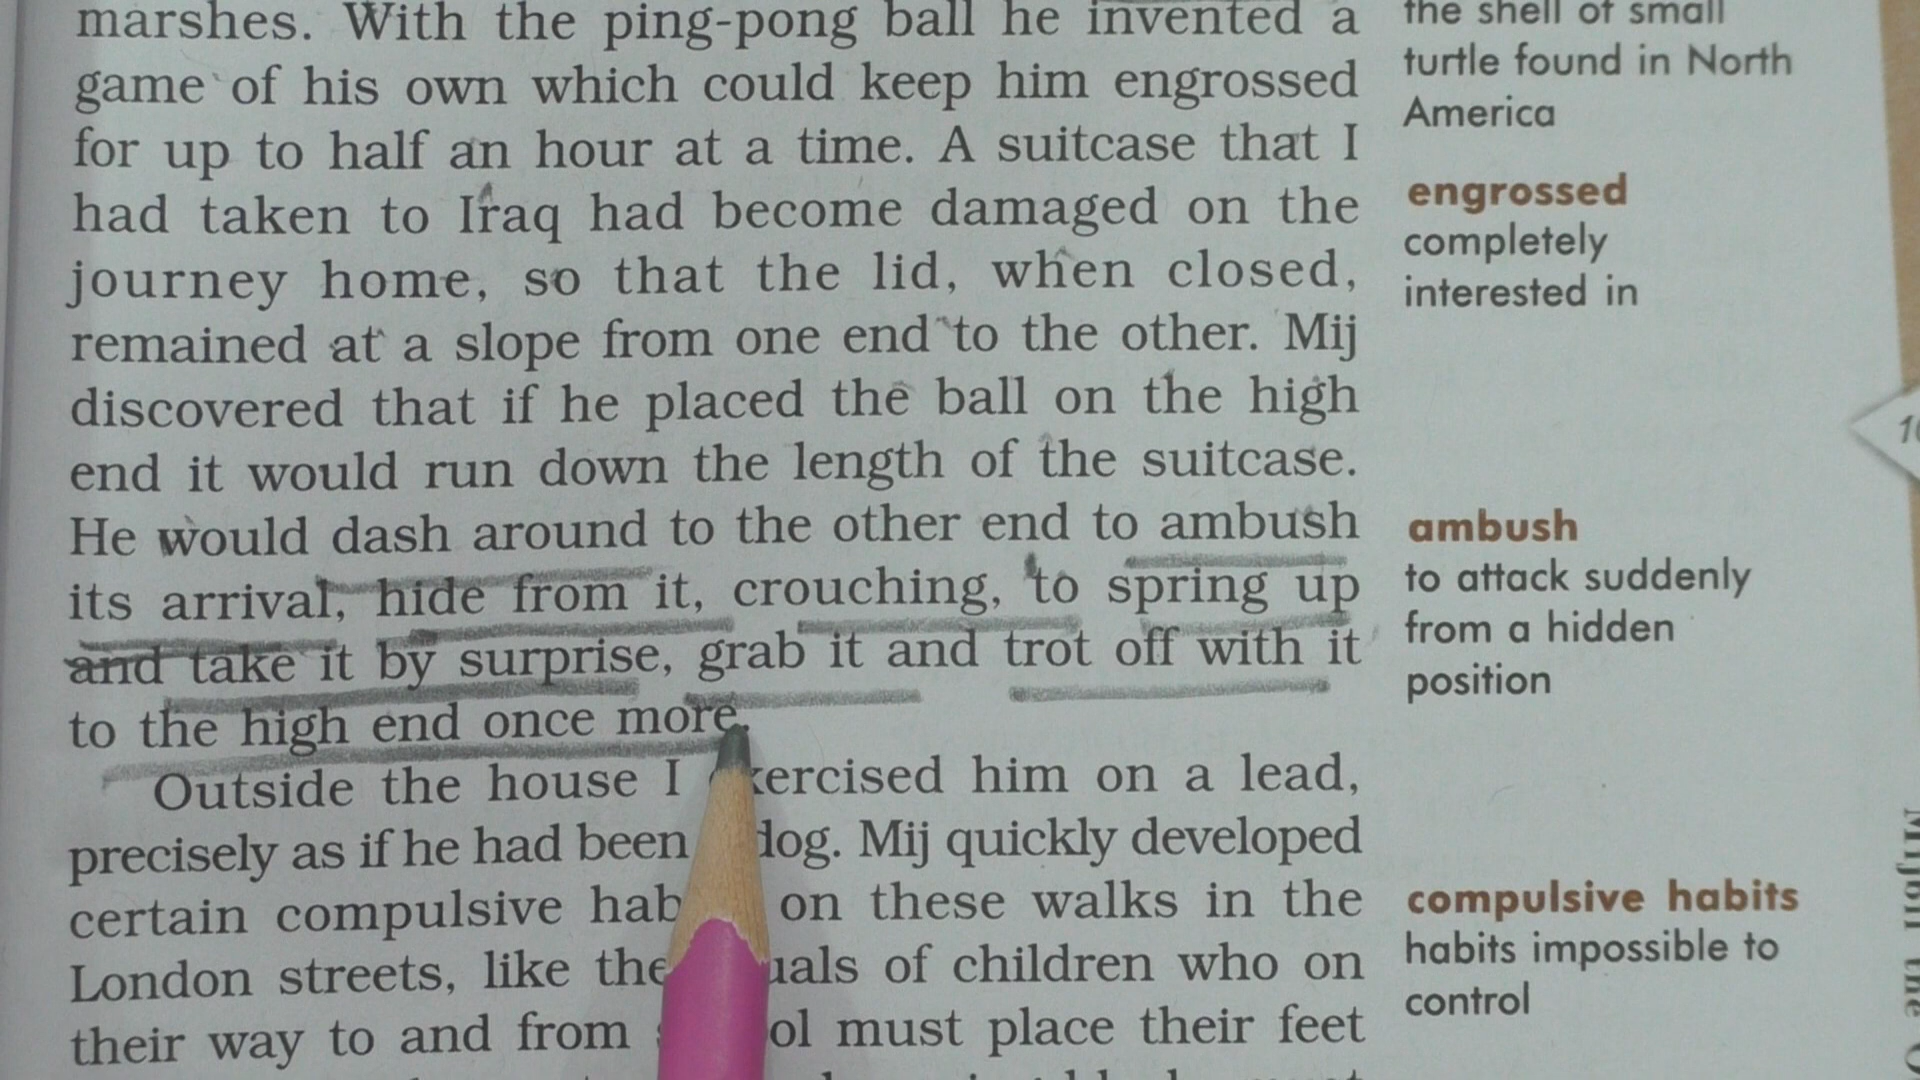 marshes. With the ping-pong ball he invented a
game of his own which could keep him engrossed
for up to half an hour at a time. A suitcase that I
had taken to Iraq had become damaged on the
journey home, so that the lid, when closed,
remained at a slope from one end to the other. Mij
discovered that if he placed the ball on the high
end it would run down the length of the suitcase.
He would dash around to the other end to ambush
its arrival, hide from it, crouching, to spring up
and take it by surprise, grab it and trot off with it
to the high end once more.
Outside the house I exercised him on a lead,
precisely as if he had been dog. Mij quickly developed
certain compulsive on these walks in the
London streets, like of children who on
their way to and from must place their feet
the shell of small
turtle found in North
America
engrossed
completely
interested in
ambush
to attack suddenly
from a hidden
position
compulsive habits
habits impossible to
control
Mijbil the